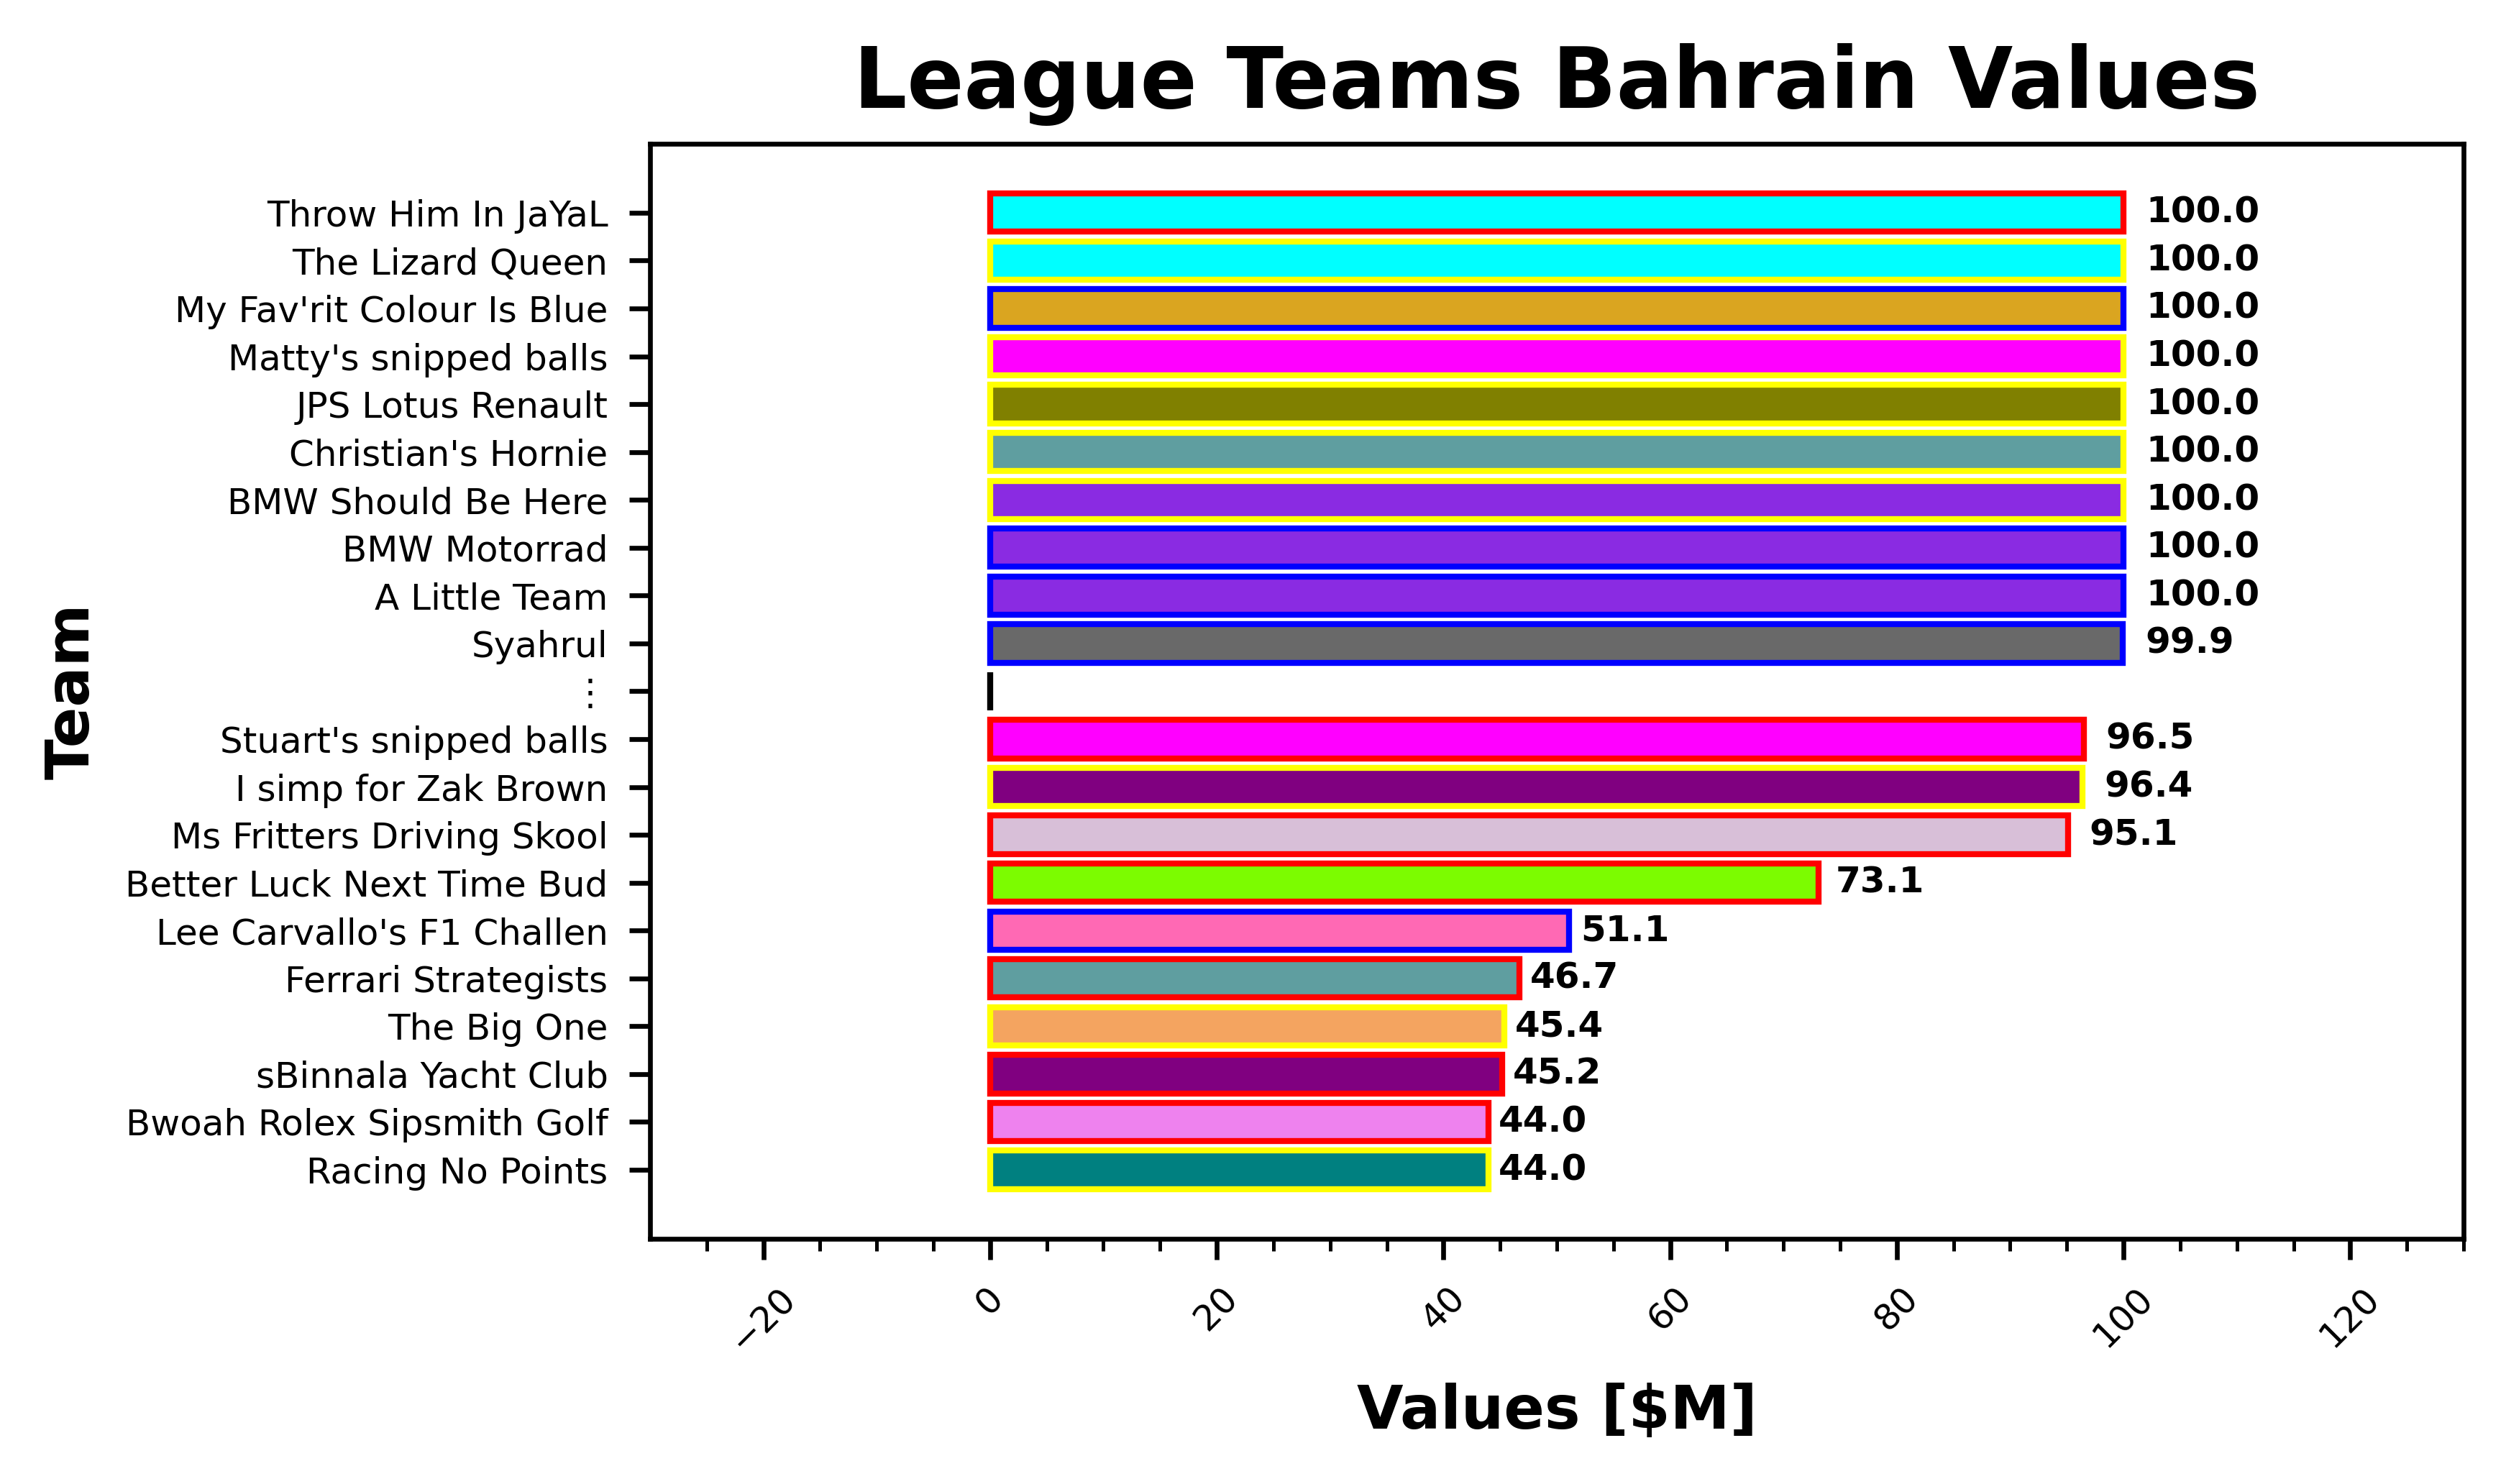 League Teams Bahrain Values
Throw Him In JaYaL 100.0
The Lizard Queen 100.0
My Fav'rit Colour Is Blue 100.0
Matty's snipped balls 100.0
JPS Lotus Renault 100.0
Christian's Hornie 100.0
BMW Should Be Here 100.0
BMW Motorrad 100.0
A Little Team 100.0
Syahrul 99.9
⋮
Stuart's snipped balls 96.5
I simp for Zak Brown 96.4
Ms Fritters Driving Skool 95.1
Better Luck Next Time Bud 73.1
Lee Carvallo's F1 Challen 51.1
Ferrari Strategists 46.7
The Big One 45.4
sBinnala Yacht Club 45.2
Bwoah Rolex Sipsmith Golf 44.0
Racing No Points 44.0
Team
−20 0 20 40 60 80 100 120
Values [$M]